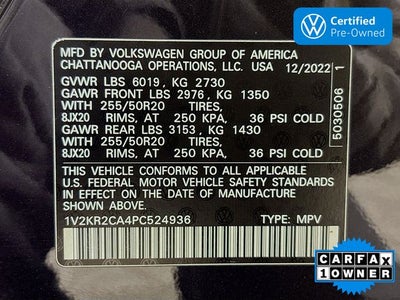 Certified
Pre-Owned
MFD BY VOLKSWAGEN GROUP OF AMERICA
CHATTANOOGA OPERATIONS, LLC. USA 12/2022
GVWR LBS 6019, KG 2730
GAWR FRONT LBS 2976, KG 1350
WITH 255/50R20 TIRES,
8JX20 RIMS, AT 250 KPA, 36 PSI COLD
GAWR REAR LBS 3153, KG 1430
WITH 255/50R20 TIRES,
8JX20 RIMS, AT 250 KPA, 36 PSI COLD
THIS VEHICLE CONFORMS TO ALL APPLICABLE
U.S. FEDERAL MOTOR VEHICLE SAFETY STANDARDS
IN EFFECT ON THE DATE OF MANUFACTURE
SHOWN ABOVE.
1V2KR2CA4PC524936 TYPE: MPV
5030506 1
CARFAX
1 OWNER